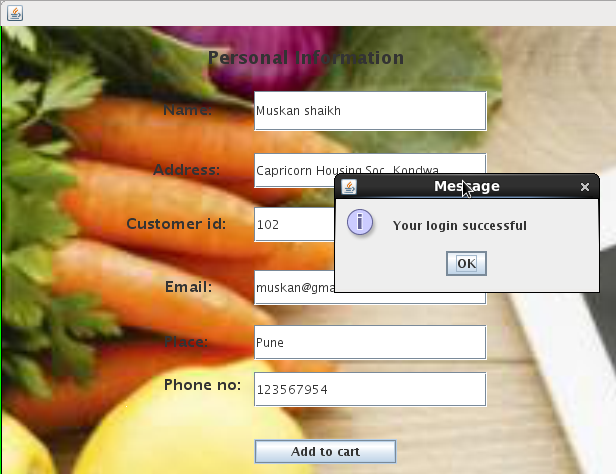 Personal Information
Name: Muskan shaikh
Address: Capricorn Housing Soc, Kondwa
Message
Your login successful
OK
Customer id: 102
Email: muskan@gma
Place: Pune
Phone no: 123567954
Add to cart